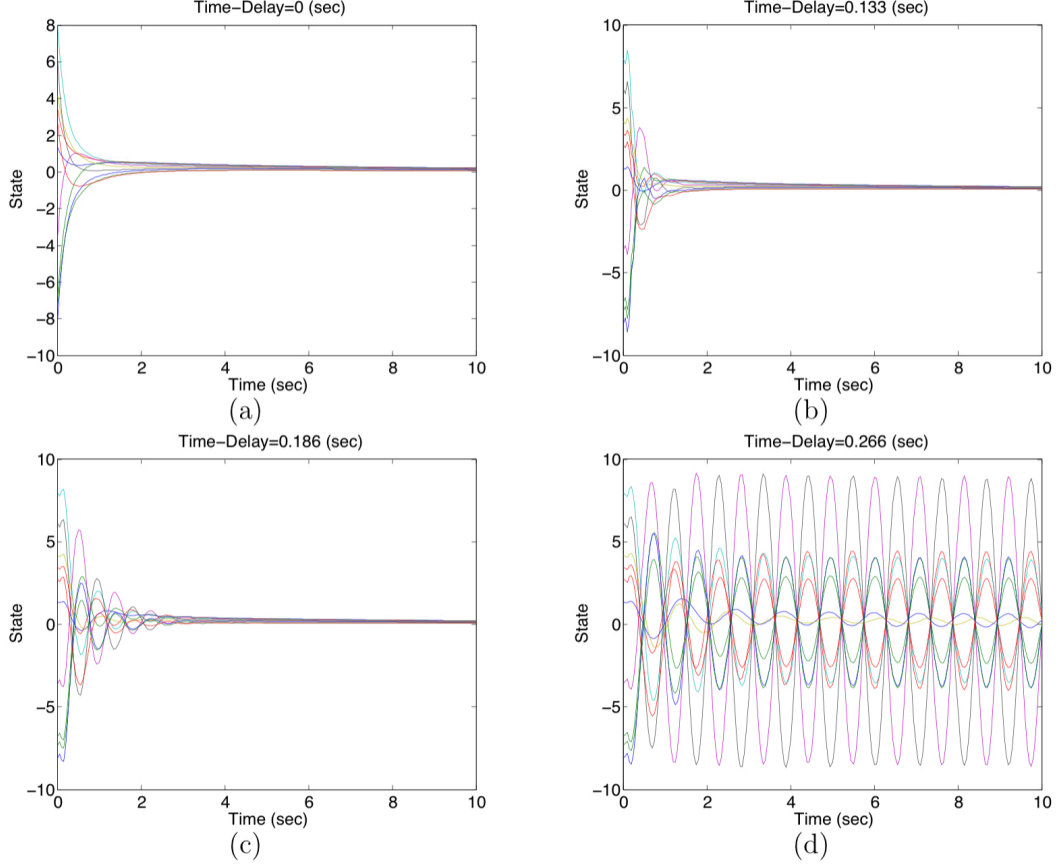 Time−Delay=0 (sec)
8
6
4
2
0
−2
−4
−6
−8
−10
State
0 2 4 6 8 10
Time (sec)
(a)
Time−Delay=0.133 (sec)
10
5
0
−5
−10
State
0 2 4 6 8 10
Time (sec)
(b)
Time−Delay=0.186 (sec)
10
5
0
−5
−10
State
0 2 4 6 8 10
Time (sec)
(c)
Time−Delay=0.266 (sec)
10
5
0
−5
−10
State
0 2 4 6 8 10
Time (sec)
(d)